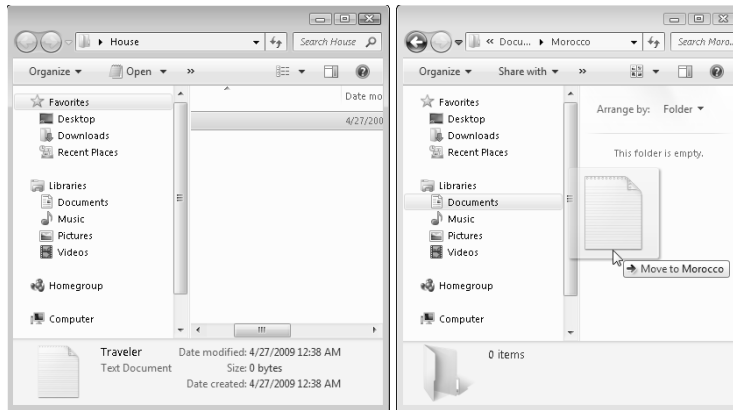 House
Search House
Organize
Open
»
Date mo
4/27/200
Favorites
Desktop
Downloads
Recent Places
Libraries
Documents
Music
Pictures
Videos
Homegroup
Computer
Traveler
Text Document
Date modified: 4/27/2009 12:38 AM
Size: 0 bytes
Date created: 4/27/2009 12:38 AM
« Docu... Morocco
Search Moro...
Organize
Share with
»
Favorites
Desktop
Downloads
Recent Places
Libraries
Documents
Music
Pictures
Videos
Homegroup
Computer
Arrange by: Folder
This folder is empty.
Move to Morocco
0 items